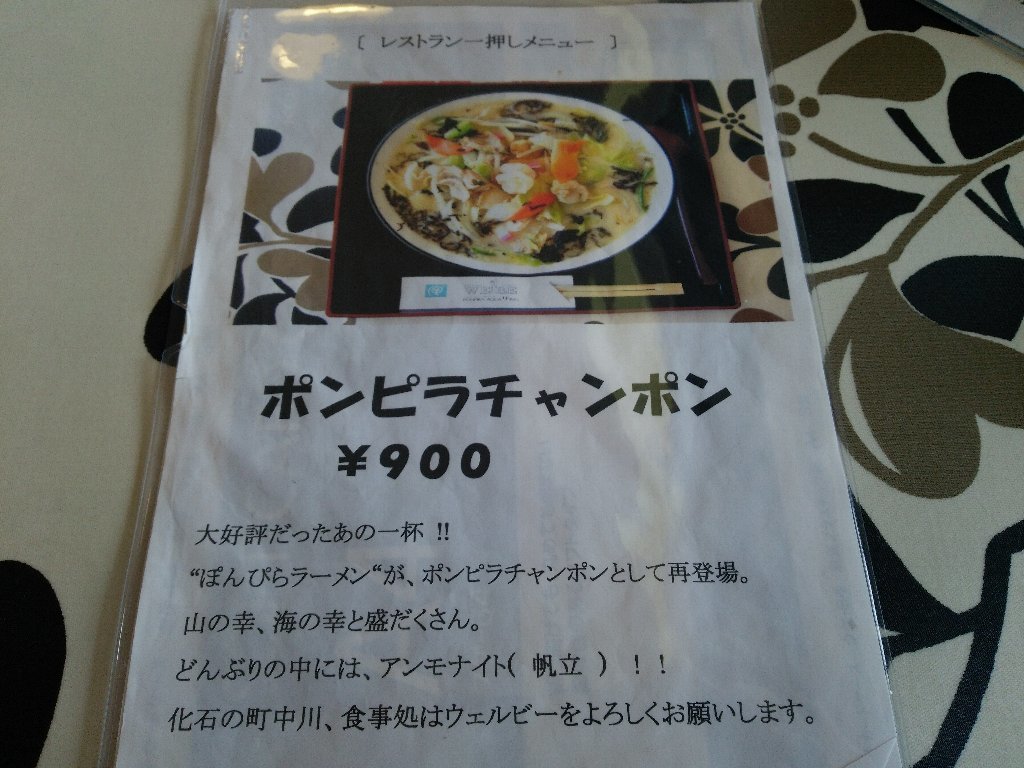 [ レストラン一押しメニュー ]
ポンピラチャンポン
￥900
大好評だったあの一杯 !!
“ぽんぴらラーメン“が、ポンピラチャンポンとして再登場。
山の幸、海の幸と盛だくさん。
どんぶりの中には、アンモナイト( 帆立 ) ！！
化石の町中川、食事処はウェルビーをよろしくお願いします。